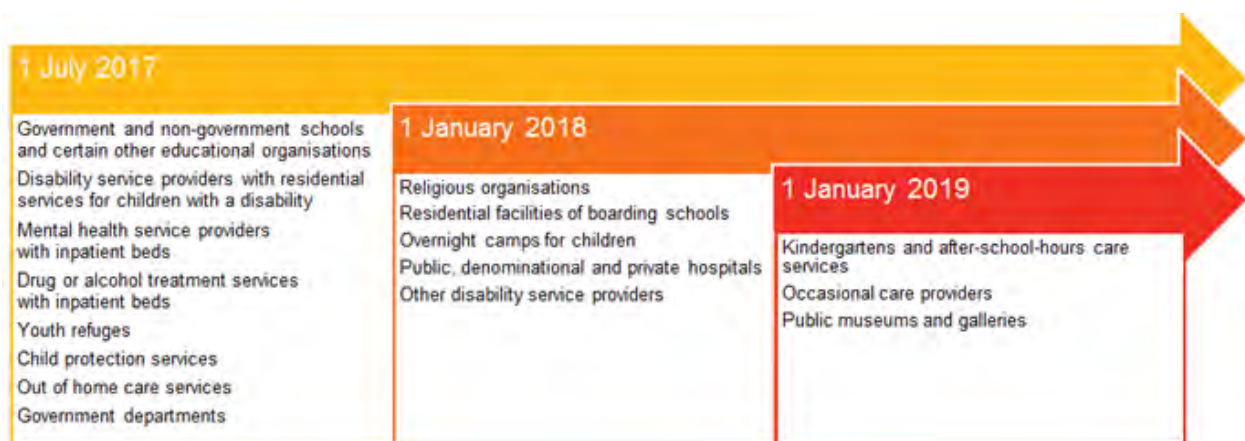 1 July 2017
Government and non-government schools
and certain other educational organisations
Disability service providers with residential
services for children with a disability
Mental health service providers
with inpatient beds
Drug or alcohol treatment services
with inpatient beds
Youth refuges
Child protection services
Out of home care services
Government departments
1 January 2018
Religious organisations
Residential facilities of boarding schools
Overnight camps for children
Public, denominational and private hospitals
Other disability service providers
1 January 2019
Kindergartens and after-school-hours care
services
Occasional care providers
Public museums and galleries